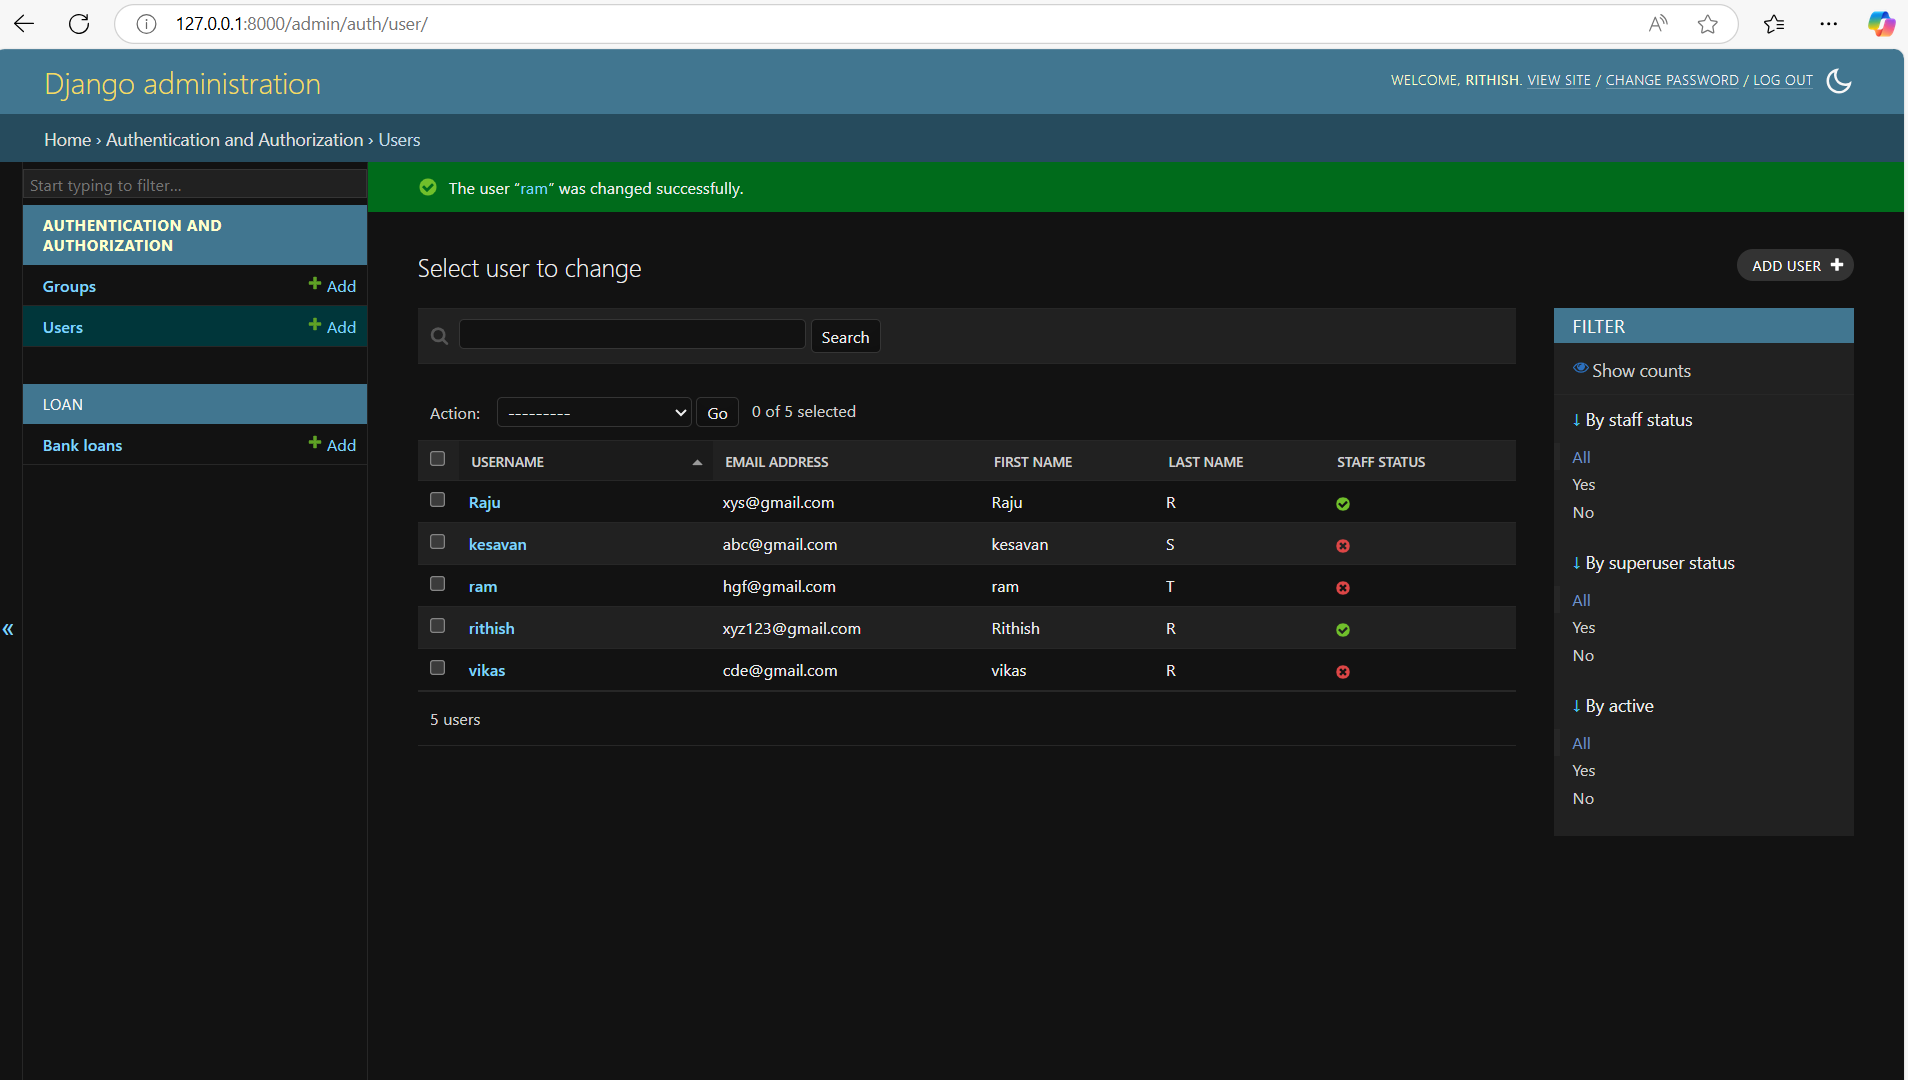 127.0.0.1:8000/admin/auth/user/
Django administration
WELCOME, RITHISH. VIEW SITE / CHANGE PASSWORD / LOG OUT
Home › Authentication and Authorization › Users
Start typing to filter...
AUTHENTICATION AND
AUTHORIZATION
Groups + Add
Users + Add
LOAN
Bank loans + Add
«
The user “ram” was changed successfully.
Select user to change
ADD USER +
Search
Action: --------- Go 0 of 5 selected
USERNAME EMAIL ADDRESS FIRST NAME LAST NAME STAFF STATUS
Raju xys@gmail.com Raju R
kesavan abc@gmail.com kesavan S
ram hgf@gmail.com ram T
rithish xyz123@gmail.com Rithish R
vikas cde@gmail.com vikas R
5 users
FILTER
Show counts
↓ By staff status
All
Yes
No
↓ By superuser status
All
Yes
No
↓ By active
All
Yes
No